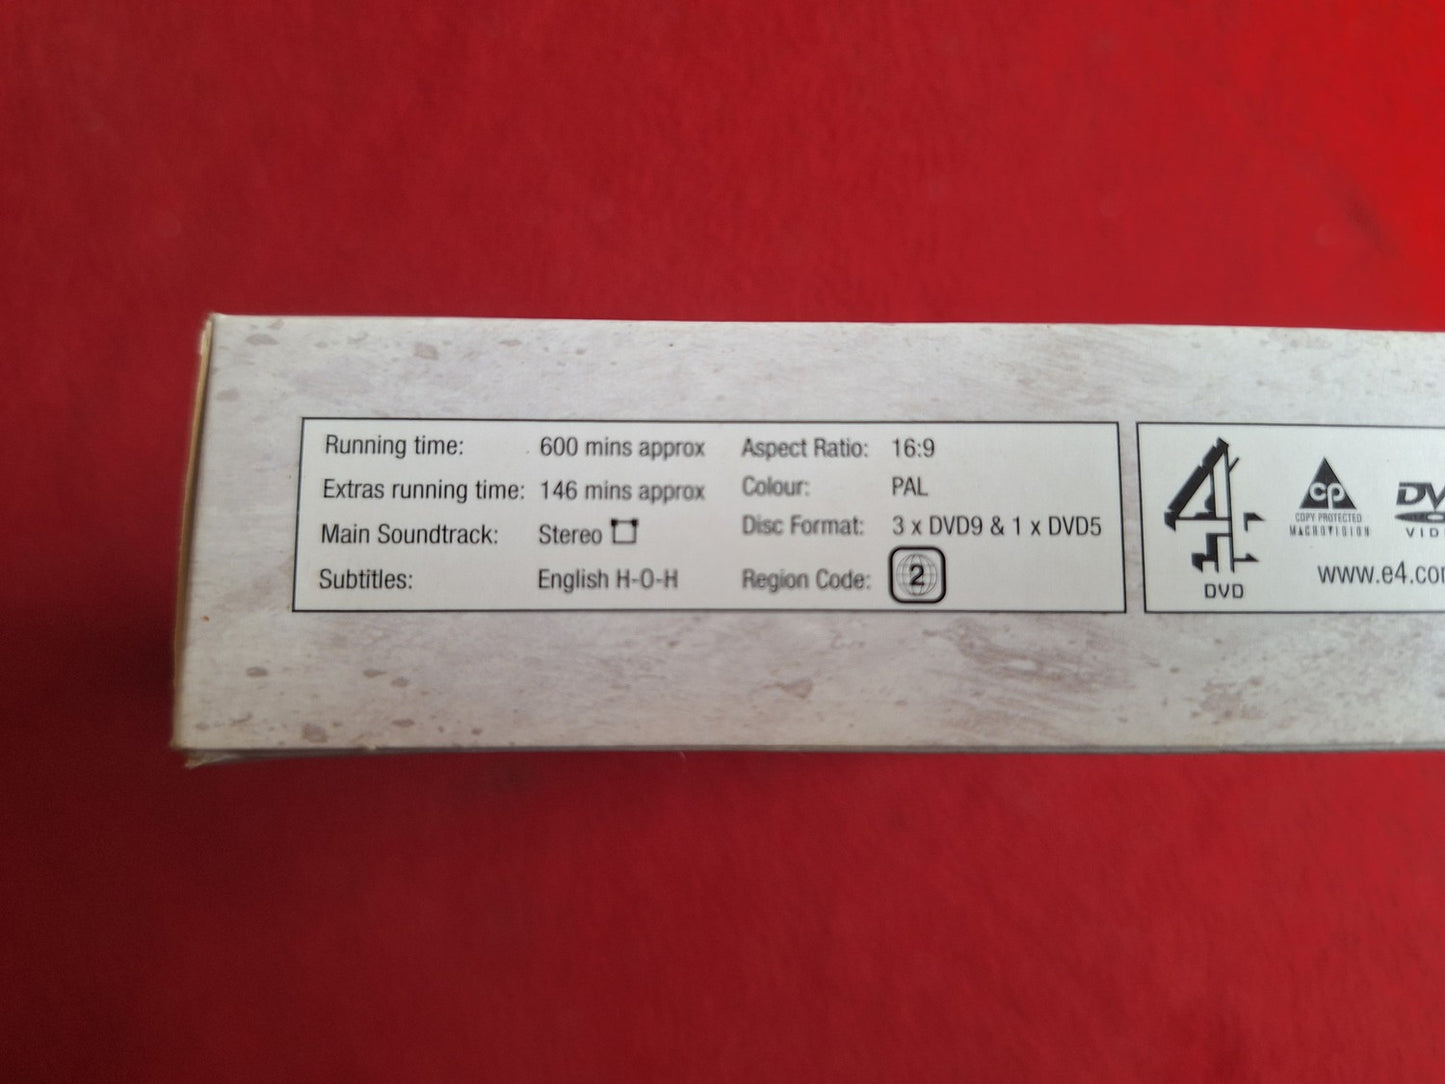 Running time: 600 mins approx
Extras running time: 146 mins approx
Main Soundtrack: Stereo
Subtitles: English H-O-H
Aspect Ratio: 16:9
Colour: PAL
Disc Format: 3 x DVD9 & 1 x DVD5
Region Code: 2
4
DVD
CP
COPY PROTECTED
MACROVISION
www.e4.co